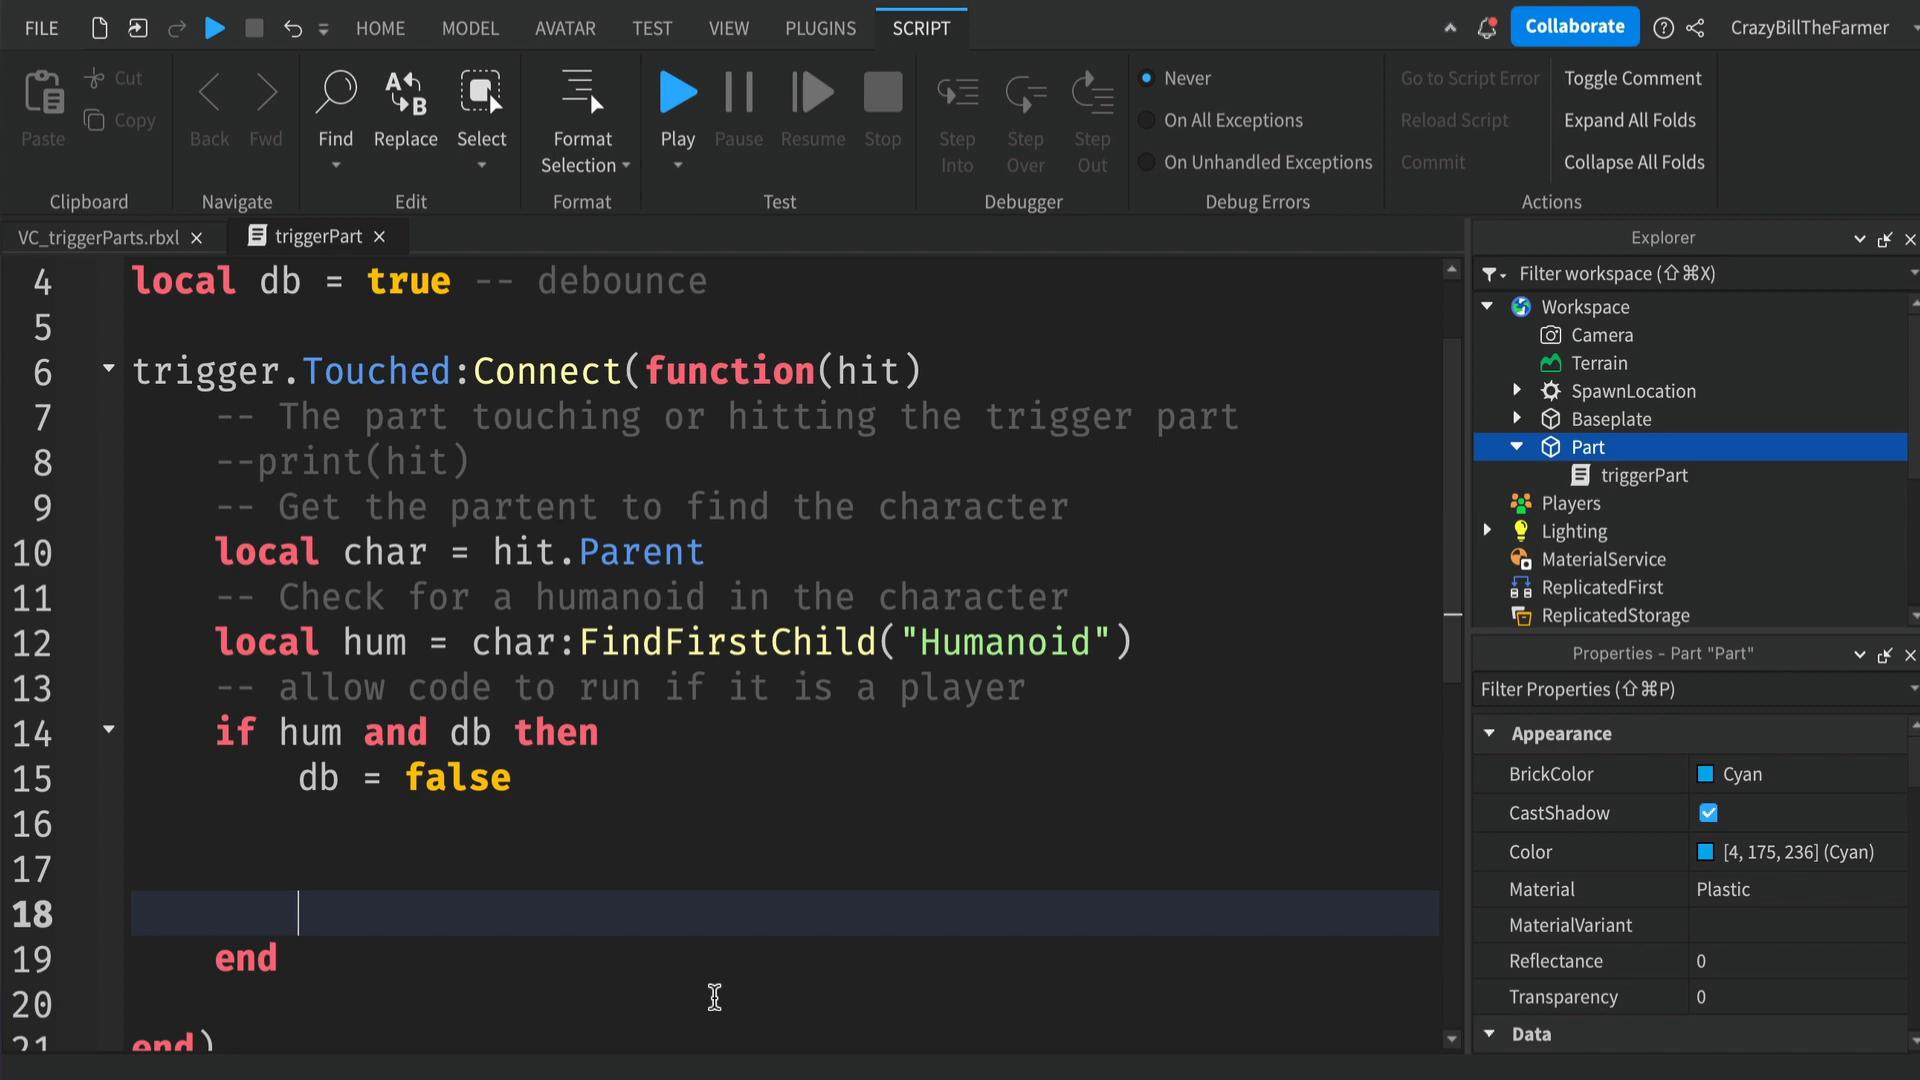 FILE HOME MODEL AVATAR TEST VIEW PLUGINS SCRIPT Collaborate CrazyBillTheFarmer
Paste Cut Copy
Back Fwd
Find Replace Select
Format Selection
Play Pause Resume Stop
Step Into Step Over Step Out
Never
On All Exceptions
On Unhandled Exceptions
Go to Script Error
Reload Script
Commit
Toggle Comment
Expand All Folds
Collapse All Folds
Clipboard Navigate Edit Format Test Debugger Debug Errors Actions
VC_triggerParts.rbxl triggerPart
4 local db = true -- debounce
5
6 trigger.Touched:Connect(function(hit)
7 -- The part touching or hitting the trigger part
8 --print(hit)
9 -- Get the partent to find the character
10 local char = hit.Parent
11 -- Check for a humanoid in the character
12 local hum = char:FindFirstChild("Humanoid")
13 -- allow code to run if it is a player
14 if hum and db then
15 db = false
16
17
18
19 end
20
21 end)
Explorer
Filter workspace (⇧⌘X)
Workspace
Camera
Terrain
SpawnLocation
Baseplate
Part
triggerPart
Players
Lighting
MaterialService
ReplicatedFirst
ReplicatedStorage
Properties - Part "Part"
Filter Properties (⇧⌘P)
Appearance
BrickColor Cyan
CastShadow
Color [4, 175, 236] (Cyan)
Material Plastic
MaterialVariant
Reflectance 0
Transparency 0
Data